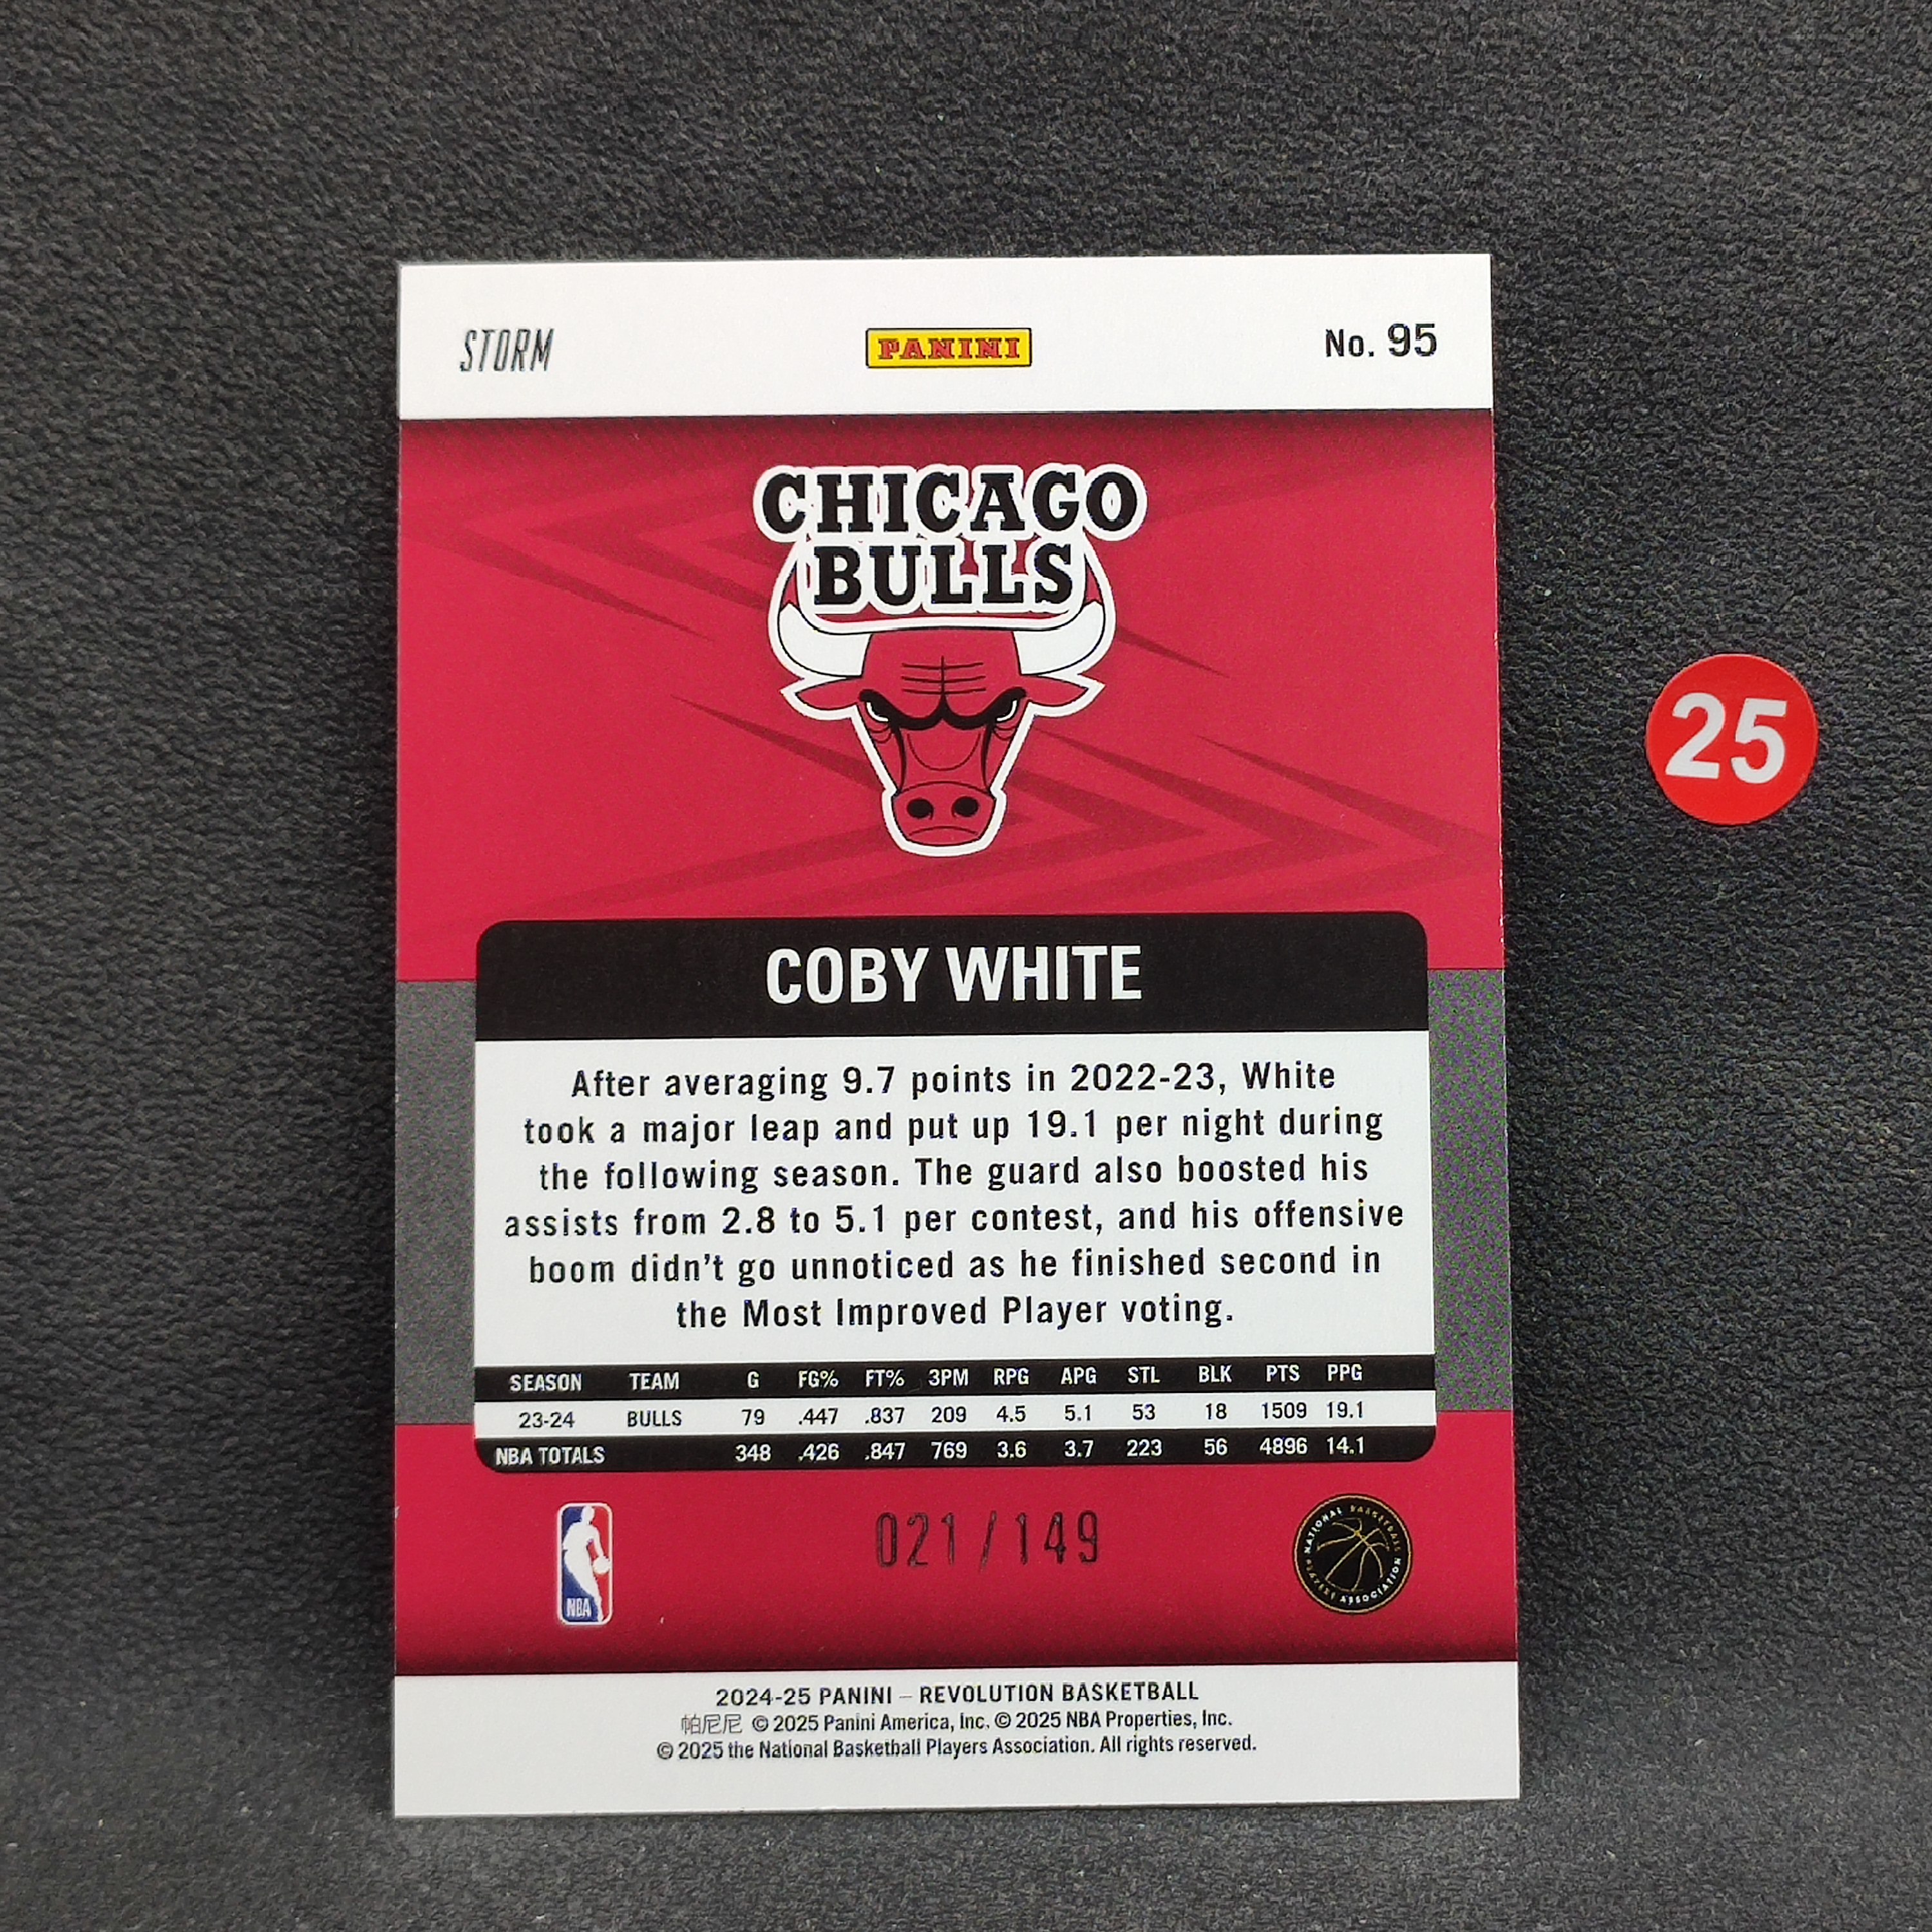 STORM PANINI No. 95
CHICAGO
BULLS
25
COBY WHITE
After averaging 9.7 points in 2022-23, White
took a major leap and put up 19.1 per night during
the following season. The guard also boosted his
assists from 2.8 to 5.1 per contest, and his offensive
boom didn't go unnoticed as he finished second in
the Most Improved Player voting.
SEASON TEAM G FG% FT% 3PM RPG APG STL BLK PTS PPG
23-24 BULLS 79 .447 .837 209 4.5 5.1 53 18 1509 19.1
NBA TOTALS 348 .426 .847 769 3.6 3.7 223 56 4896 14.1
021/149
NBA
NATIONAL BASKETBALL PLAYERS ASSOCIATION
2024-25 PANINI – REVOLUTION BASKETBALL
帕尼尼 © 2025 Panini America, Inc. © 2025 NBA Properties, Inc.
© 2025 the National Basketball Players Association. All rights reserved.